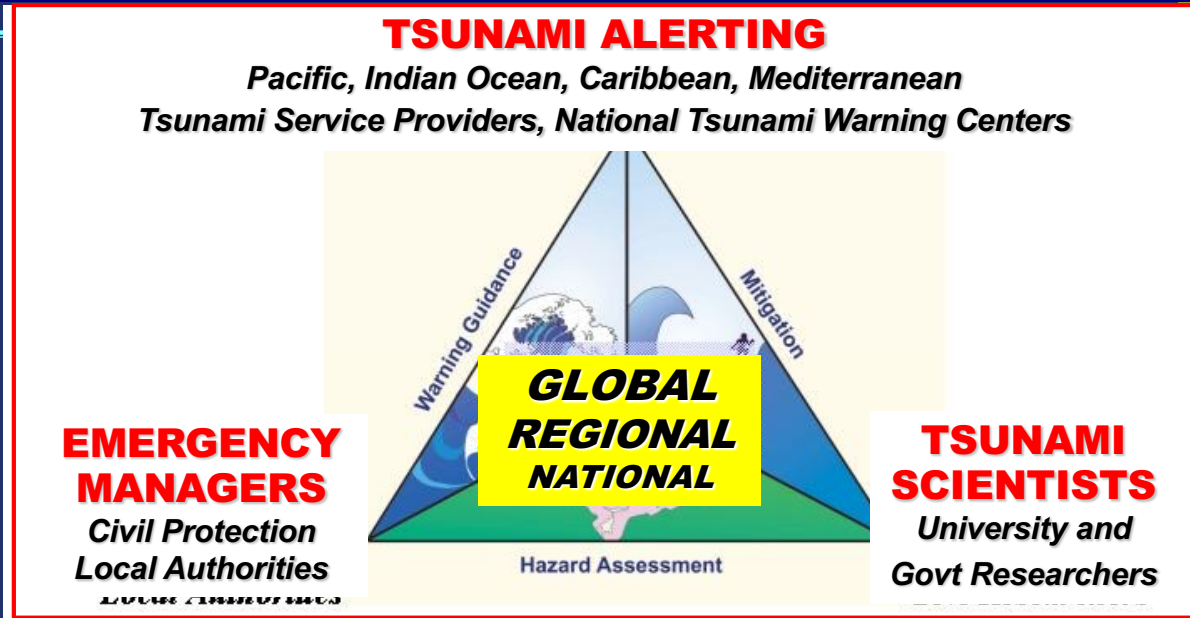 TSUNAMI ALERTING
Pacific, Indian Ocean, Caribbean, Mediterranean
Tsunami Service Providers, National Tsunami Warning Centers
Warning Guidance
Mitigation
GLOBAL
REGIONAL
NATIONAL
EMERGENCY
MANAGERS
Civil Protection
Local Authorities
TSUNAMI
SCIENTISTS
University and
Govt Researchers
Hazard Assessment